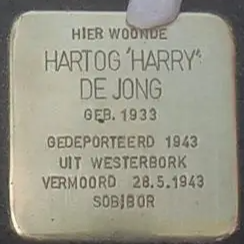 HIER WOONDE
HARTOG 'HARRY'
DE JONG
GEB. 1933
GEDEPORTEERD 1943
UIT WESTERBORK
VERMOORD 28.5.1943
SOBIBOR